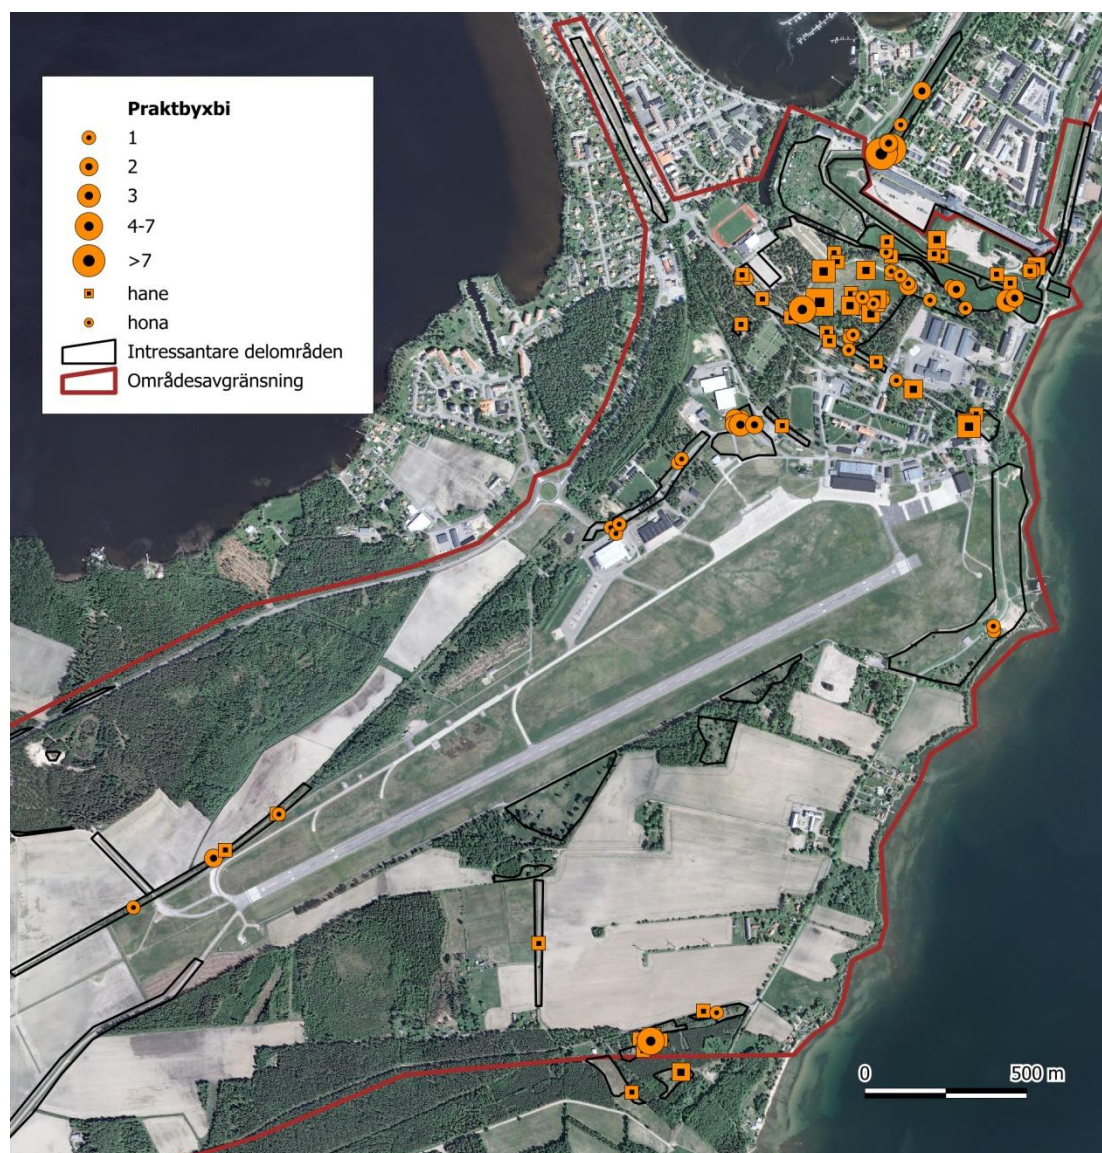 Praktbyxbi
1
2
3
4-7
>7
hane
hona
Intressantare delområden
Områdesavgränsning
0 500 m